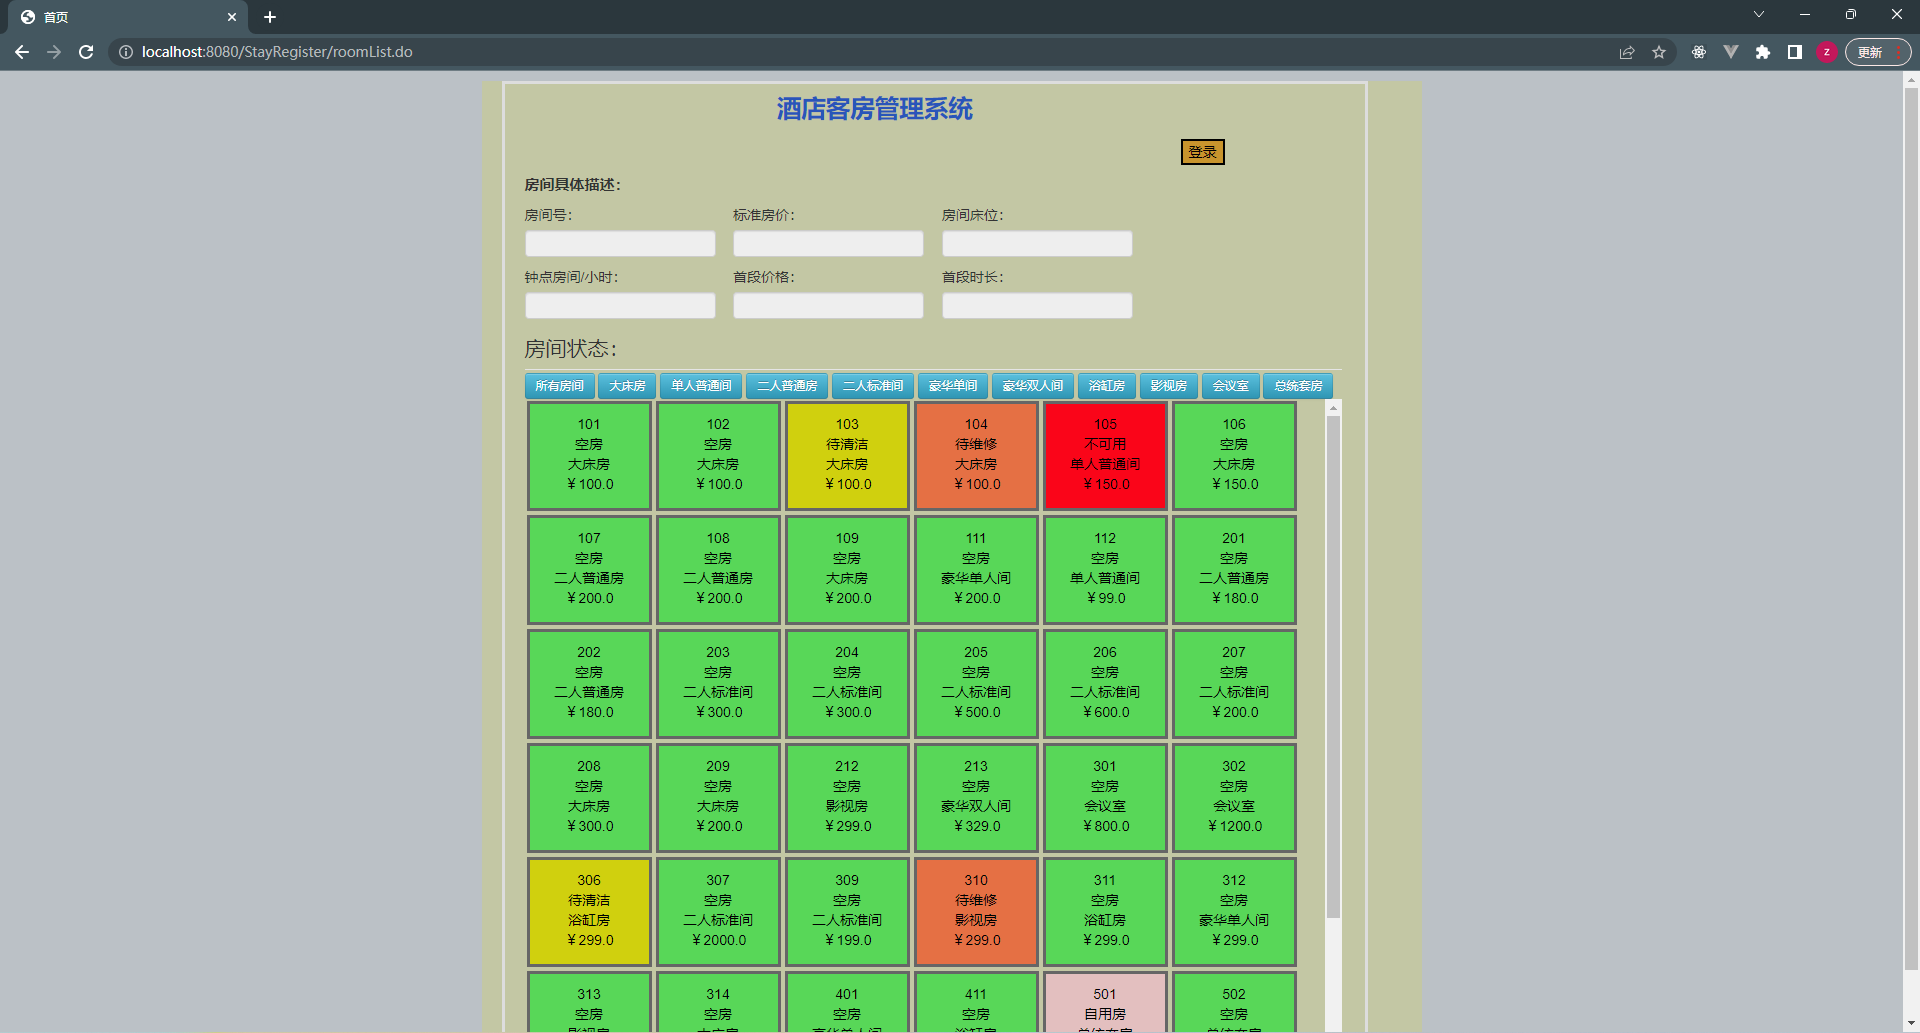 首页
localhost:8080/StayRegister/roomList.do
z
更新
酒店客房管理系统
登录
房间具体描述：
房间号： 标准房价： 房间床位：
钟点房间/小时： 首段价格： 首段时长：
房间状态：
所有房间 大床房 单人普通间 二人普通房 二人标准间 豪华单间 豪华双人间 浴缸房 影视房 会议室 总统套房
101 102 103 104 105 106
空房 空房 待清洁 待维修 不可用 空房
大床房 大床房 大床房 大床房 单人普通间 大床房
￥100.0 ￥100.0 ￥100.0 ￥100.0 ￥150.0 ￥150.0
107 108 109 111 112 201
空房 空房 空房 空房 空房 空房
二人普通房 二人普通房 大床房 豪华单人间 单人普通间 二人普通房
￥200.0 ￥200.0 ￥200.0 ￥200.0 ￥99.0 ￥180.0
202 203 204 205 206 207
空房 空房 空房 空房 空房 空房
二人普通房 二人标准间 二人标准间 二人标准间 二人标准间 二人标准间
￥180.0 ￥300.0 ￥300.0 ￥500.0 ￥600.0 ￥200.0
208 209 212 213 301 302
空房 空房 空房 空房 空房 空房
大床房 大床房 影视房 豪华双人间 会议室 会议室
￥300.0 ￥200.0 ￥299.0 ￥329.0 ￥800.0 ￥1200.0
306 307 309 310 311 312
待清洁 空房 空房 待维修 空房 空房
浴缸房 二人标准间 二人标准间 影视房 浴缸房 豪华单人间
￥299.0 ￥2000.0 ￥199.0 ￥299.0 ￥299.0 ￥299.0
313 314 401 411 501 502
空房 空房 空房 空房 自用房 空房